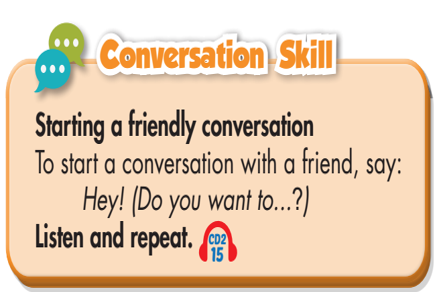 Conversation Skill
Starting a friendly conversation
To start a conversation with a friend, say:
Hey! (Do you want to...?)
Listen and repeat. CD2
15